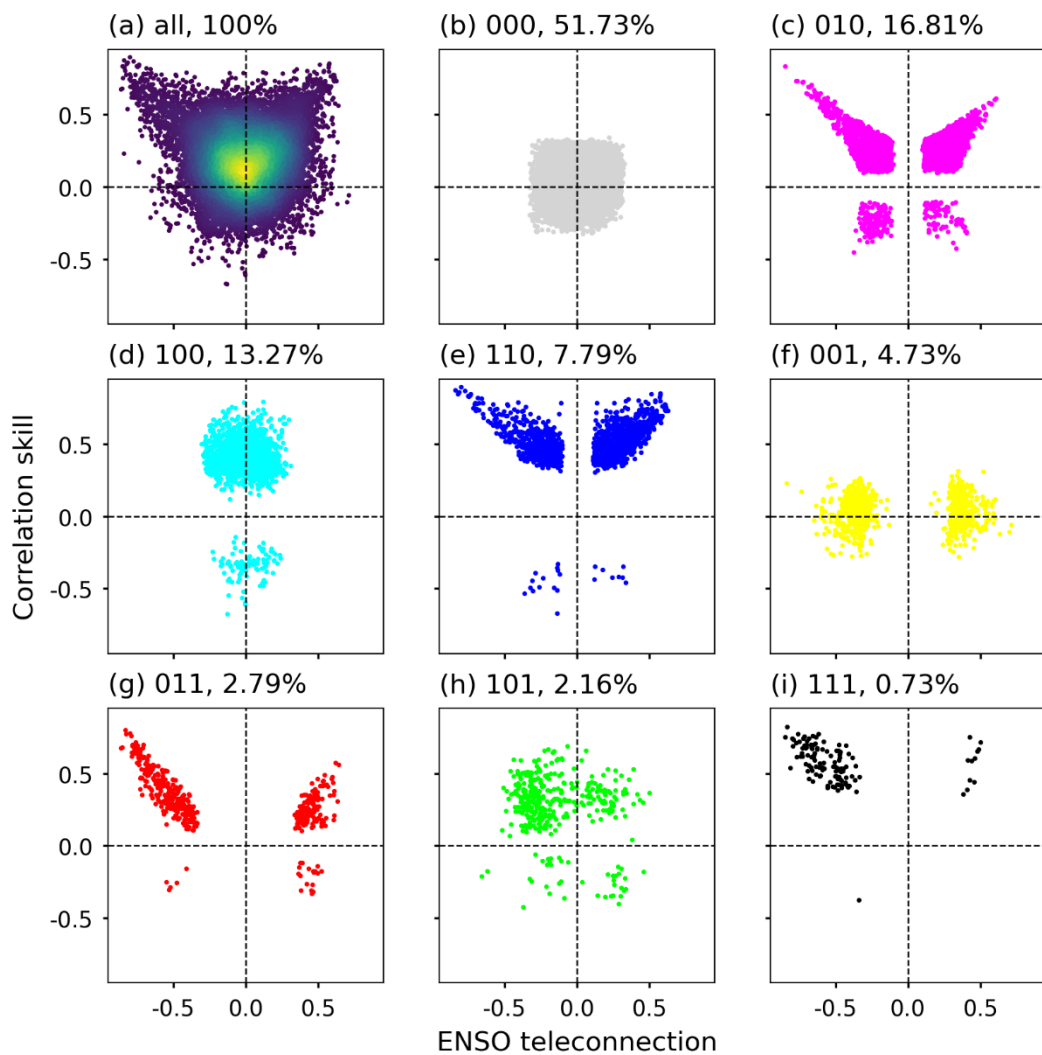 (a) all, 100%
(b) 000, 51.73%
(c) 010, 16.81%
0.5
0.0
-0.5
(d) 100, 13.27%
(e) 110, 7.79%
(f) 001, 4.73%
Correlation skill
0.5
0.0
-0.5
(g) 011, 2.79%
(h) 101, 2.16%
(i) 111, 0.73%
0.5
0.0
-0.5
-0.5 0.0 0.5
-0.5 0.0 0.5
-0.5 0.0 0.5
ENSO teleconnection